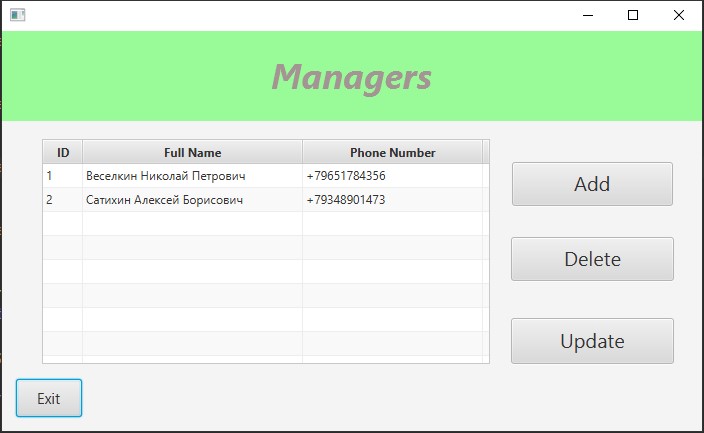 Managers
ID Full Name Phone Number
1 Веселкин Николай Петрович +79651784356
2 Сатихин Алексей Борисович +79348901473
Add
Delete
Update
Exit